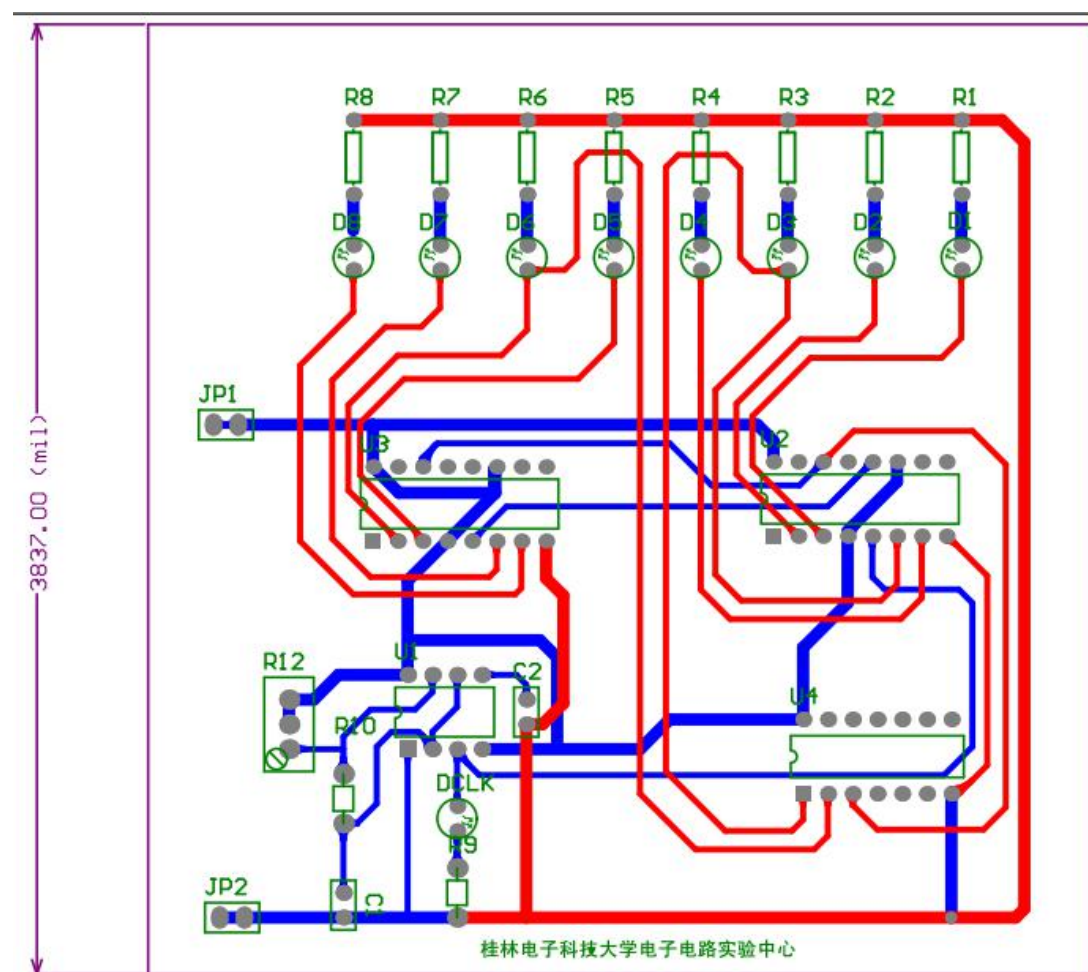 R8 R7 R6 R5 R4 R3 R2 R1
D8 D7 D6 D5 D4 D3 D2 D1
JP1
U3 U2
3837.00 (mil)
R12 U1 C2
U4
R10
DCLK
R9
JP2 C1
桂林电子科技大学电子电路实验中心